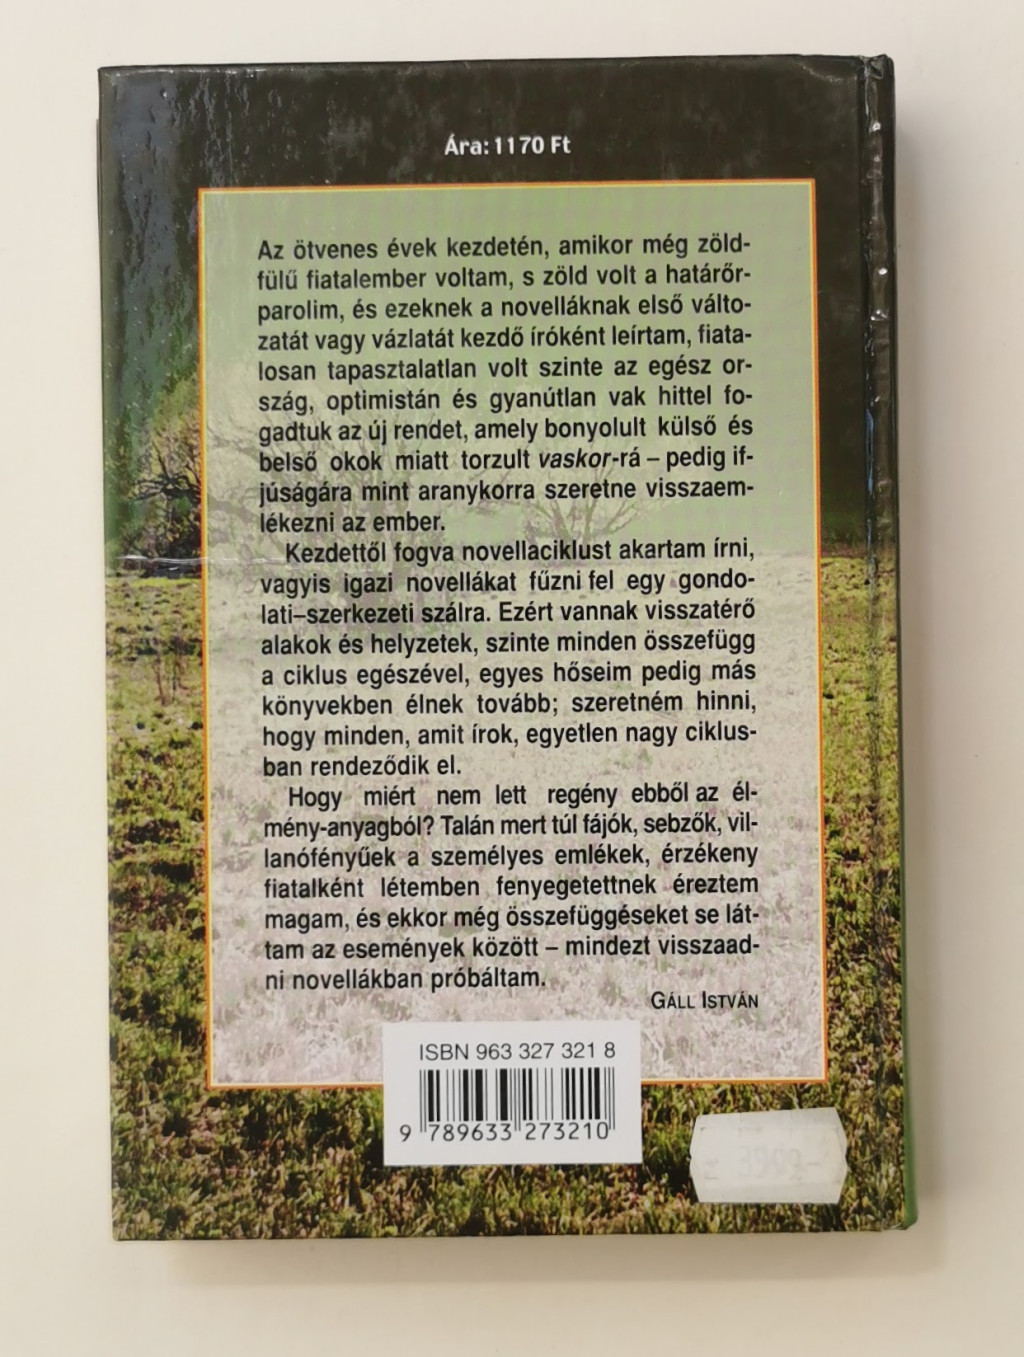 Ára: 1170 Ft
Az ötvenes évek kezdetén, amikor még zöld-
fülű fiatalember voltam, s zöld volt a határőr-
parolim, és ezeknek a novelláknak első válto-
zatát vagy vázlatát kezdő íróként leírtam, fiata-
losan tapasztalatlan volt szinte az egész or-
szág, optimistán és gyanútlan vak hittel fo-
gadtuk az új rendet, amely bonyolult külső és
belső okok miatt torzult vaskor-rá – pedig if-
júságára mint aranykorra szeretne visszaem-
lékezni az ember.
Kezdettől fogva novellaciklust akartam írni,
vagyis igazi novellákat fűzni fel egy gondo-
lati–szerkezeti szálra. Ezért vannak visszatérő
alakok és helyzetek, szinte minden összefügg
a ciklus egészével, egyes hőseim pedig más
könyvekben élnek tovább; szeretném hinni,
hogy minden, amit írok, egyetlen nagy ciklus-
ban rendeződik el.
Hogy miért nem lett regény ebből az él-
mény-anyagból? Talán mert túl fájók, sebzők, vil-
lanófényűek a személyes emlékek, érzékeny
fiatalként létemben fenyegetettnek éreztem
magam, és ekkor még összefüggéseket se lát-
tam az események között – mindezt visszaad-
ni novellákban próbáltam.
GÁLL ISTVÁN
ISBN 963 327 321 8
9 789633 273210